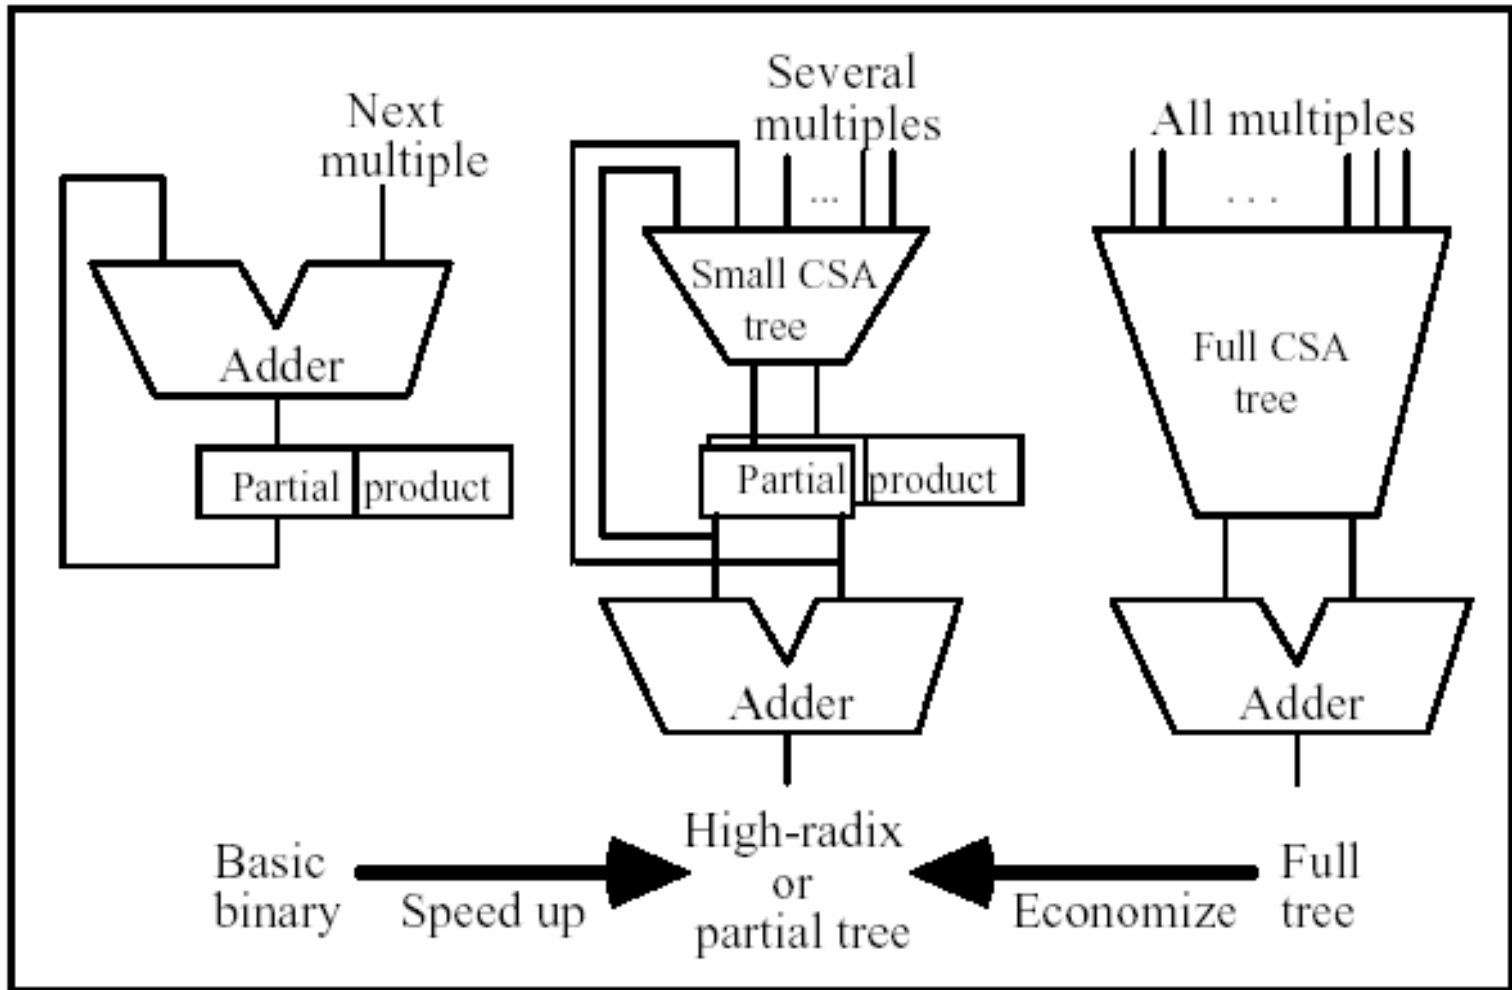 Next
multiple
Adder
Partial product
Several
multiples
...
Small CSA
tree
Partial product
Adder
All multiples
. . .
Full CSA
tree
Adder
Basic
binary
Speed up
High-radix
or
partial tree
Economize
Full
tree